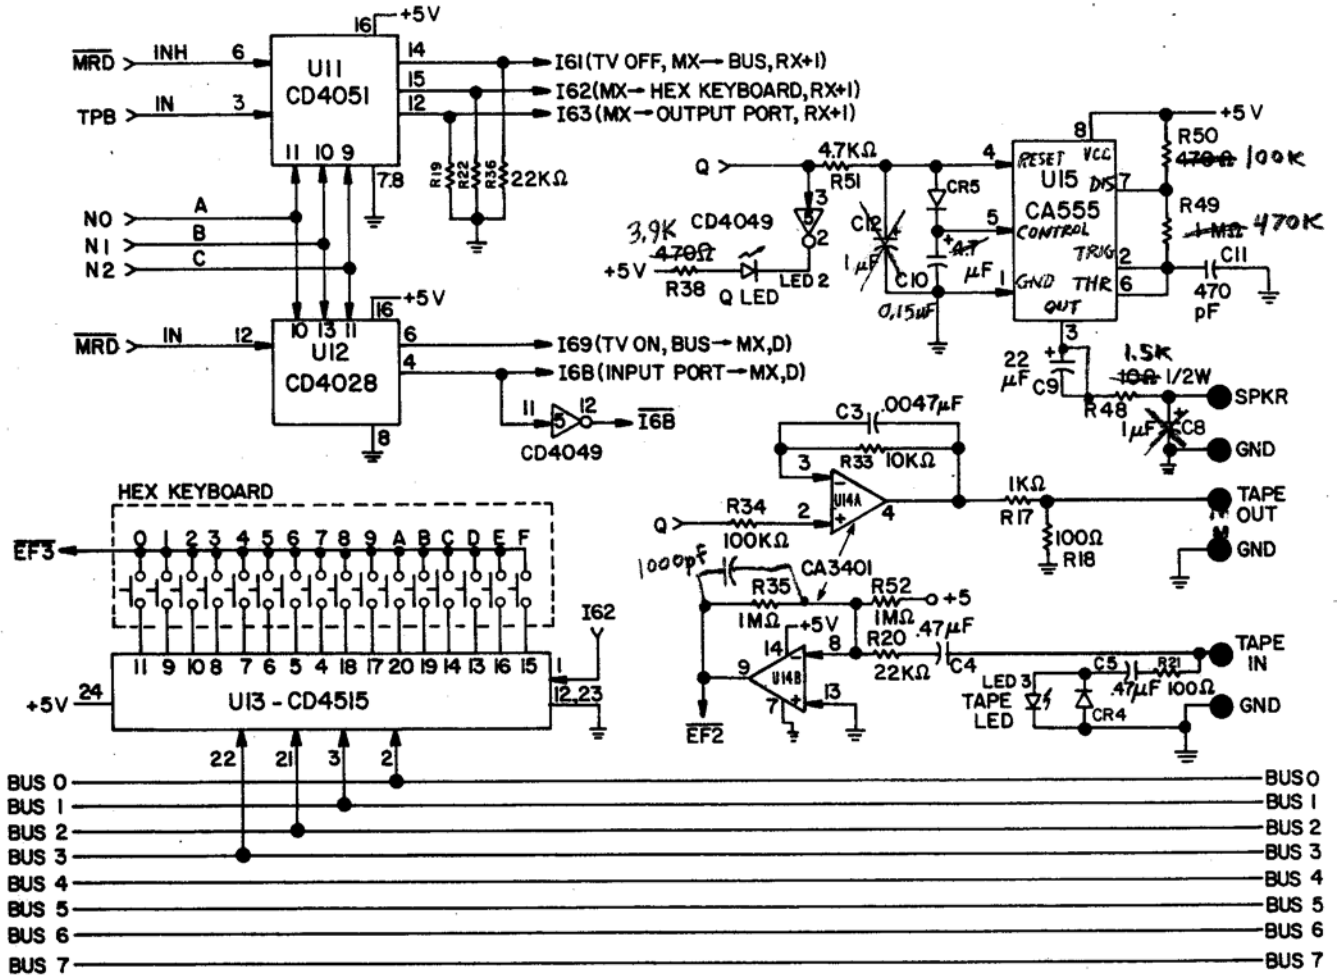 16 +5V
MRD INH 6
U11
CD4051
14 I61(TV OFF, MX→BUS, RX+1)
15 I62(MX→HEX KEYBOARD, RX+1)
12 I63(MX→OUTPUT PORT, RX+1)
TPB IN 3
11 10 9
7.8
R19 R22 R36 22KΩ
N0 A
N1 B
N2 C
16 +5V
10 13 11
MRD IN 12
U12
CD4028
6 I69(TV ON, BUS→MX,D)
4 I6B(INPUT PORT→MX,D)
8
11 5 12 I6B
CD4049
Q 4.7KΩ
R51
3
5
2
CD4049
3.9K
470Ω
+5V R38
Q LED
LED 2
C12
1 μF
CR5
+ 4.7
μF
C10
0.15μF
4 RESET VCC 8
U15
DIS 7
CA555
5 CONTROL
TRIG 2
1 GND THR 6
OUT
3
+5V
R50
470Ω 100K
R49
1MΩ 470K
C11
470
pF
22
μF
+
C9
1.5K
10Ω 1/2W
R48
SPKR
+
1μF C8
GND
C3 .0047μF
R33 10KΩ
3 −
U14A
2 +
4
Q R34
100KΩ
1KΩ
R17
100Ω
R18
TAPE
OUT
GND
CA3401
1000pF
R35
1MΩ
R52
1MΩ
+5
+5V
14
8 −
9 U14B
+ 13
7
EF2
R20
22KΩ
.47μF
C4
TAPE
IN
LED 3
TAPE
LED
C5
.47μF
R21
100Ω
CR4
GND
HEX KEYBOARD
EF3
0 1 2 3 4 5 6 7 8 9 A B C D E F
I62
11 9 10 8 7 6 5 4 18 17 20 19 14 13 16 15
1
12,23
+5V 24
U13 - CD4515
22 21 3 2
BUS 0 BUS 0
BUS 1 BUS 1
BUS 2 BUS 2
BUS 3 BUS 3
BUS 4 BUS 4
BUS 5 BUS 5
BUS 6 BUS 6
BUS 7 BUS 7